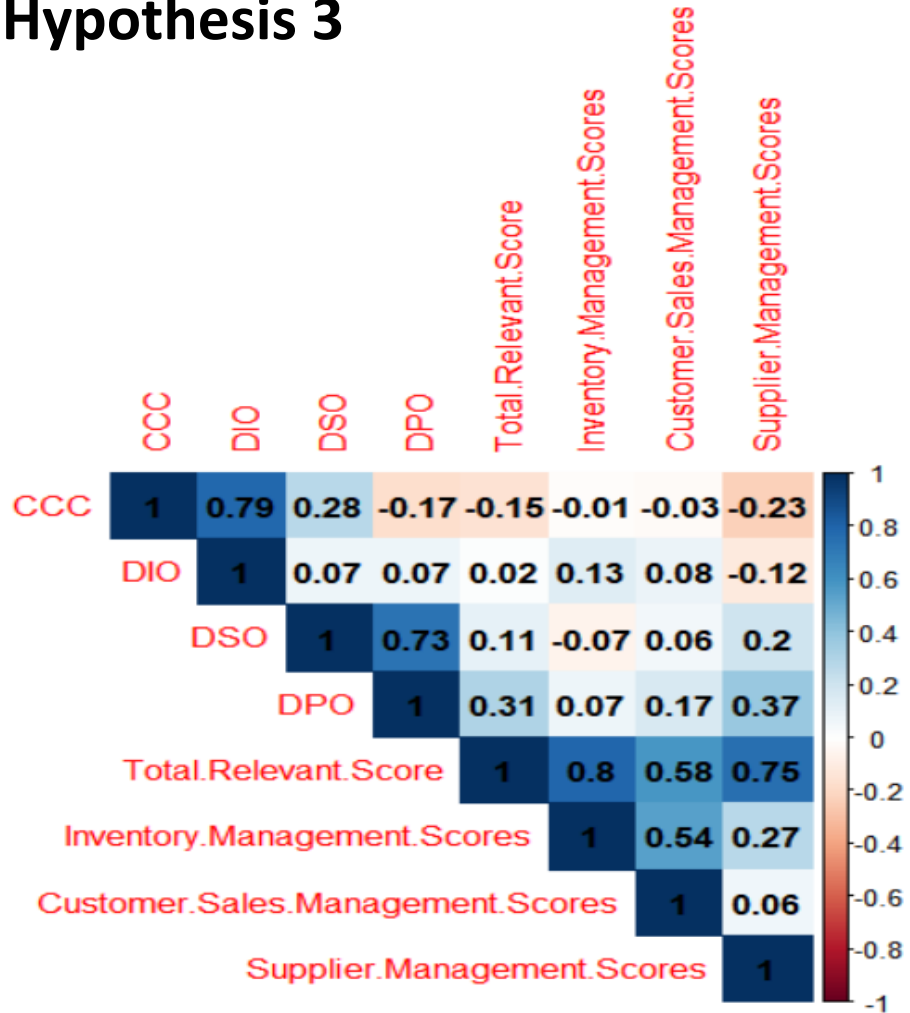 Hypothesis 3
CCC
DIO
DSO
DPO
Total.Relevant.Score
Inventory.Management.Scores
Customer.Sales.Management.Scores
Supplier.Management.Scores
CCC 1 0.79 0.28 -0.17 -0.15 -0.01 -0.03 -0.23
DIO 1 0.07 0.07 0.02 0.13 0.08 -0.12
DSO 1 0.73 0.11 -0.07 0.06 0.2
DPO 1 0.31 0.07 0.17 0.37
Total.Relevant.Score 1 0.8 0.58 0.75
Inventory.Management.Scores 1 0.54 0.27
Customer.Sales.Management.Scores 1 0.06
Supplier.Management.Scores 1
1
0.8
0.6
0.4
0.2
0
-0.2
-0.4
-0.6
-0.8
-1